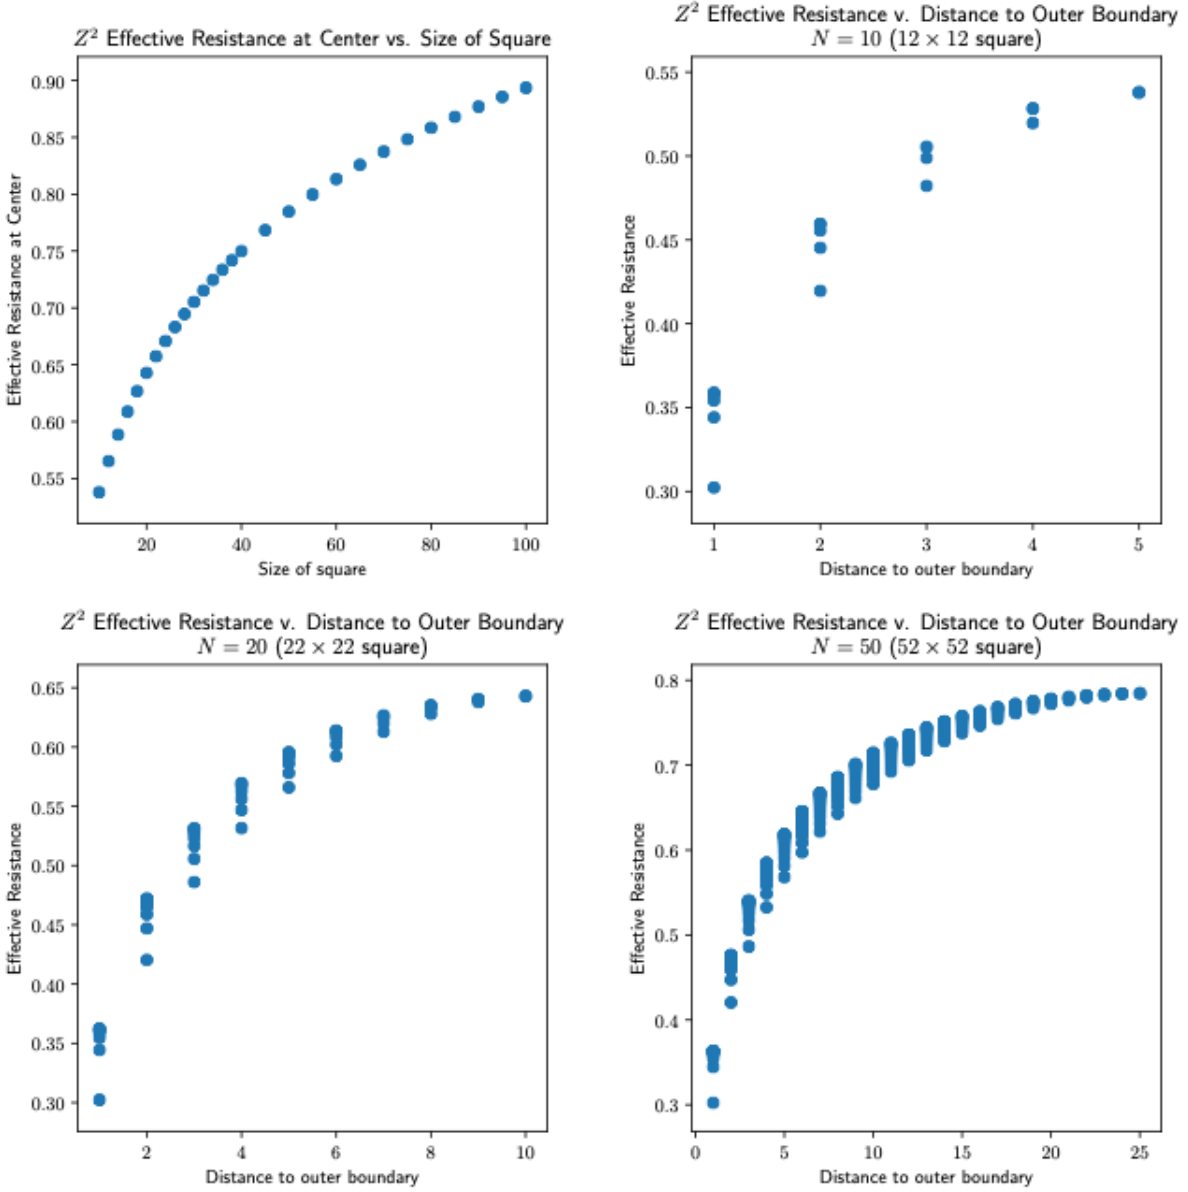 Z² Effective Resistance at Center vs. Size of Square
0.90
0.85
0.80
0.75
0.70
0.65
0.60
0.55
Effective Resistance at Center
20 40 60 80 100
Size of square
Z² Effective Resistance v. Distance to Outer Boundary
N = 10 (12 × 12 square)
0.55
0.50
0.45
0.40
0.35
0.30
Effective Resistance
1 2 3 4 5
Distance to outer boundary
Z² Effective Resistance v. Distance to Outer Boundary
N = 20 (22 × 22 square)
0.65
0.60
0.55
0.50
0.45
0.40
0.35
0.30
Effective Resistance
2 4 6 8 10
Distance to outer boundary
Z² Effective Resistance v. Distance to Outer Boundary
N = 50 (52 × 52 square)
0.8
0.7
0.6
0.5
0.4
0.3
Effective Resistance
0 5 10 15 20 25
Distance to outer boundary